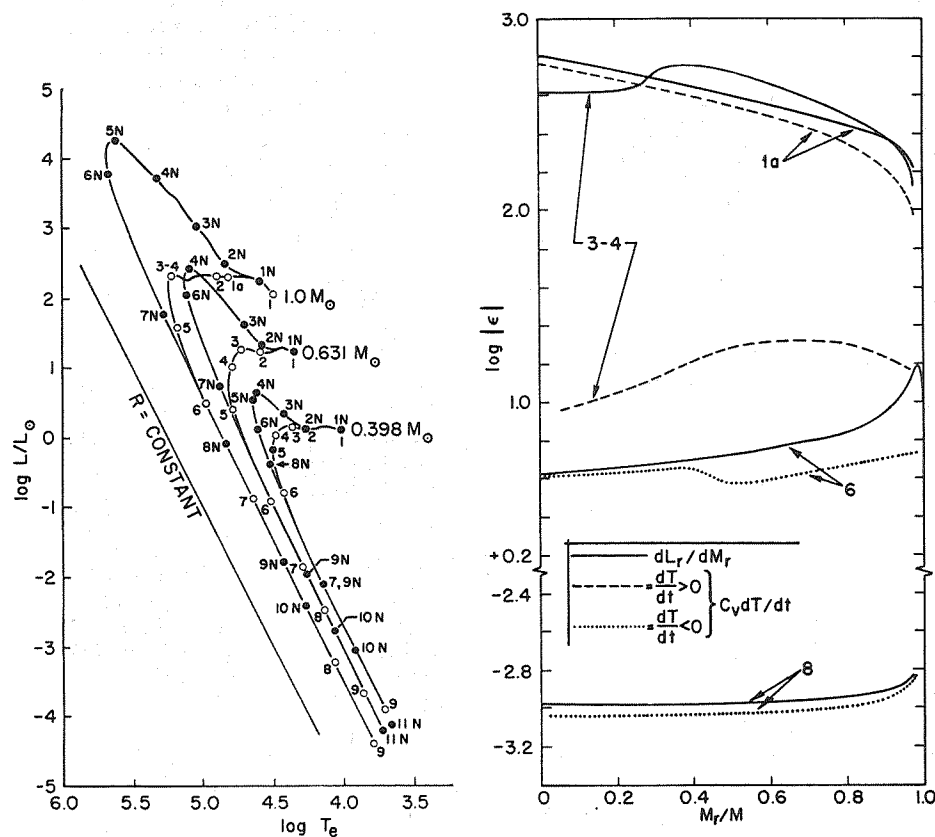 5
4
3
2
1
0
-1
-2
-3
-4
-5
log L/L⊙
6.0
5.5
5.0
4.5
4.0
3.5
log Te
5N
6N
4N
3N
2N
1N
3-4
2
1a
1
1.0 M⊙
4N
6N
3N
2N
1N
7N
5
3
4
2
1
0.631 M⊙
7N
5N
4N
3N
2N
1N
6
5
6N
4
3
2
1
0.398 M⊙
8N
5
8N
6
7
6
9N
7
9N
7,9N
10N
8
10N
10N
8
9
9
11N
11N
9
R = CONSTANT
3.0
2.0
1.0
+0.2
-2.4
-2.8
-3.2
log |ϵ|
0
0.2
0.4
0.6
0.8
1.0
Mr/M
1a
3-4
6
dLr/dMr
= dT/dt > 0
= dT/dt < 0
} CvdT/dt
8